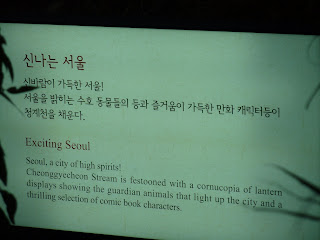 신나는 서울
신바람이 가득한 서울!
서울을 밝히는 수호 동물들의 등과 즐거움이 가득한 만화 캐릭터등이
청계천을 채운다.
Exciting Seoul
Seoul, a city of high spirits!
Cheonggyecheon Stream is festooned with a cornucopia of lantern
displays showing the guardian animals that light up the city and a
thrilling selection of comic book characters.